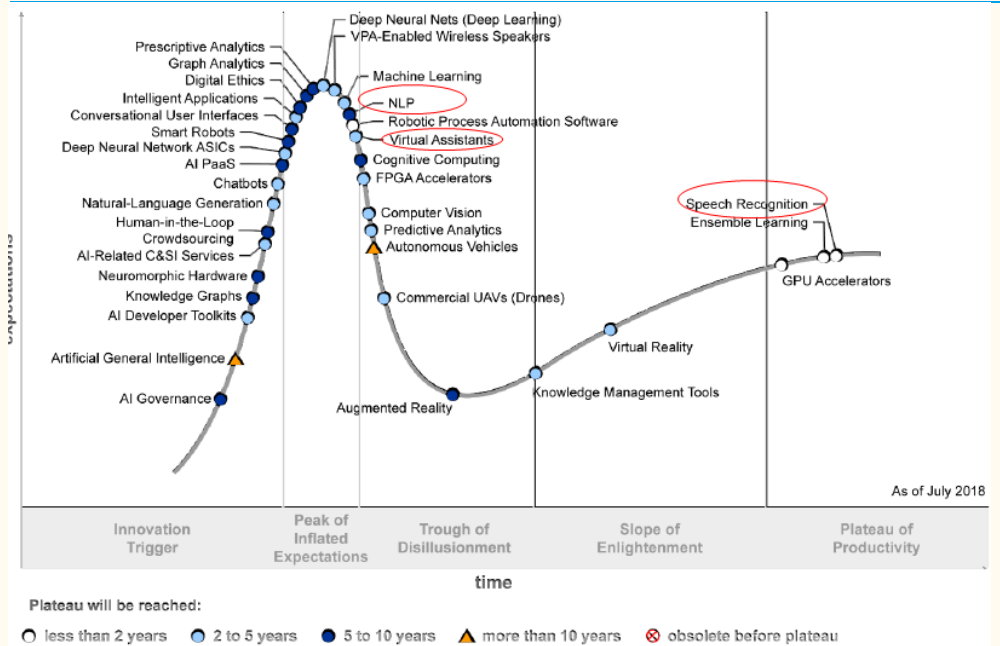 Deep Neural Nets (Deep Learning)
VPA-Enabled Wireless Speakers
Prescriptive Analytics
Graph Analytics
Digital Ethics
Intelligent Applications
Conversational User Interfaces
Smart Robots
Deep Neural Network ASICs
AI PaaS
Chatbots
Natural-Language Generation
Human-in-the-Loop
Crowdsourcing
AI-Related C&SI Services
Neuromorphic Hardware
Knowledge Graphs
AI Developer Toolkits
Artificial General Intelligence
AI Governance
Machine Learning
NLP
Robotic Process Automation Software
Virtual Assistants
Cognitive Computing
FPGA Accelerators
Computer Vision
Predictive Analytics
Autonomous Vehicles
Commercial UAVs (Drones)
Augmented Reality
Knowledge Management Tools
Virtual Reality
Speech Recognition
Ensemble Learning
GPU Accelerators
expectations
As of July 2018
Innovation
Trigger
Peak of
Inflated
Expectations
Trough of
Disillusionment
Slope of
Enlightenment
Plateau of
Productivity
time
Plateau will be reached:
less than 2 years
2 to 5 years
5 to 10 years
more than 10 years
obsolete before plateau